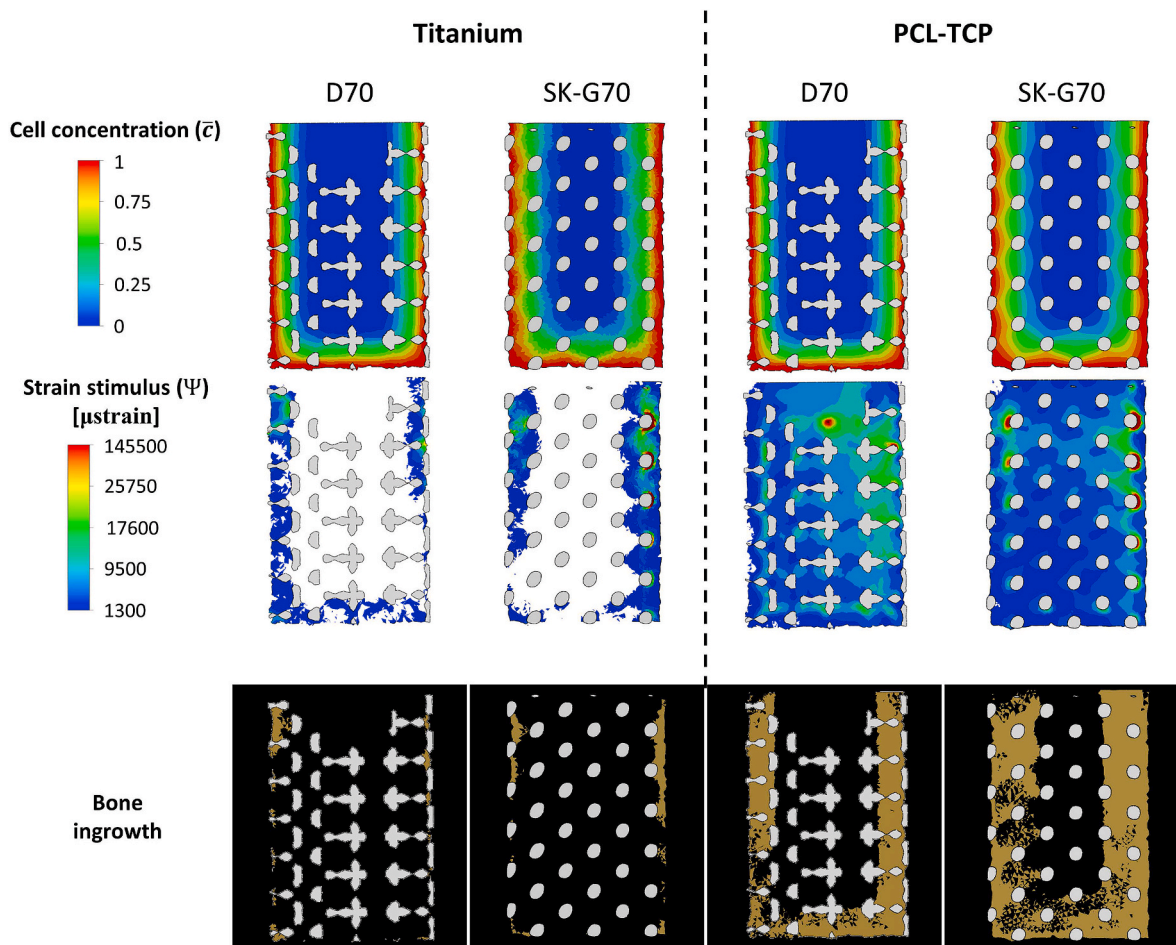 Titanium
PCL-TCP
D70
SK-G70
D70
SK-G70
Cell concentration (c̅)
1
0.75
0.5
0.25
0
Strain stimulus (Ψ)
[µstrain]
145500
25750
17600
9500
1300
Bone
ingrowth